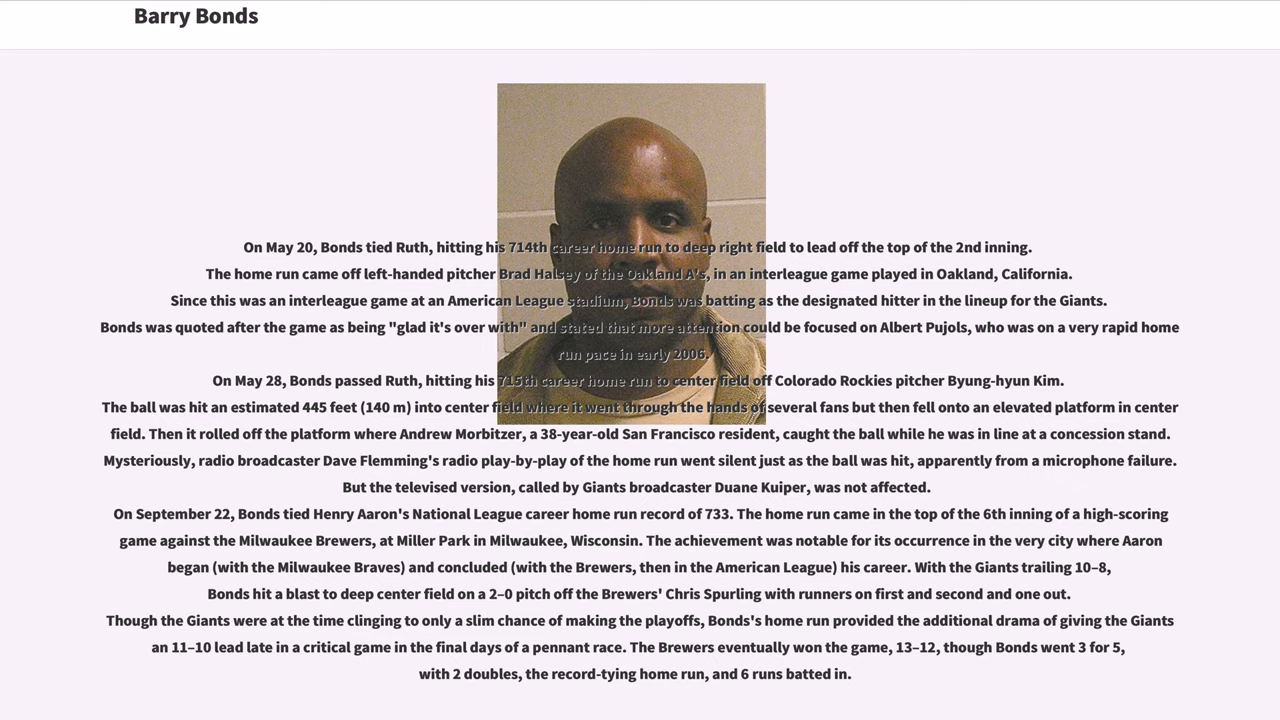 Barry Bonds
On May 20, Bonds tied Ruth, hitting his 714th career home run to deep right field to lead off the top of the 2nd inning.
The home run came off left-handed pitcher Brad Halsey of the Oakland A's, in an interleague game played in Oakland, California.
Since this was an interleague game at an American League stadium, Bonds was batting as the designated hitter in the lineup for the Giants.
Bonds was quoted after the game as being "glad it's over with" and stated that more attention could be focused on Albert Pujols, who was on a very rapid home
run pace in early 2006.
On May 28, Bonds passed Ruth, hitting his 715th career home run to center field off Colorado Rockies pitcher Byung-hyun Kim.
The ball was hit an estimated 445 feet (140 m) into center field where it went through the hands of several fans but then fell onto an elevated platform in center
field. Then it rolled off the platform where Andrew Morbitzer, a 38-year-old San Francisco resident, caught the ball while he was in line at a concession stand.
Mysteriously, radio broadcaster Dave Flemming's radio play-by-play of the home run went silent just as the ball was hit, apparently from a microphone failure.
But the televised version, called by Giants broadcaster Duane Kuiper, was not affected.
On September 22, Bonds tied Henry Aaron's National League career home run record of 733. The home run came in the top of the 6th inning of a high-scoring
game against the Milwaukee Brewers, at Miller Park in Milwaukee, Wisconsin. The achievement was notable for its occurrence in the very city where Aaron
began (with the Milwaukee Braves) and concluded (with the Brewers, then in the American League) his career. With the Giants trailing 10–8,
Bonds hit a blast to deep center field on a 2–0 pitch off the Brewers' Chris Spurling with runners on first and second and one out.
Though the Giants were at the time clinging to only a slim chance of making the playoffs, Bonds's home run provided the additional drama of giving the Giants
an 11–10 lead late in a critical game in the final days of a pennant race. The Brewers eventually won the game, 13–12, though Bonds went 3 for 5,
with 2 doubles, the record-tying home run, and 6 runs batted in.